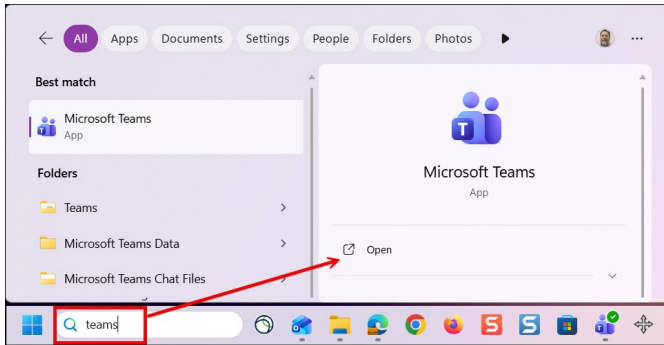 All Apps Documents Settings People Folders Photos
Best match
Microsoft Teams
App
Folders
Teams
Microsoft Teams Data
Microsoft Teams Chat Files
T
Microsoft Teams
App
Open
teams
S S